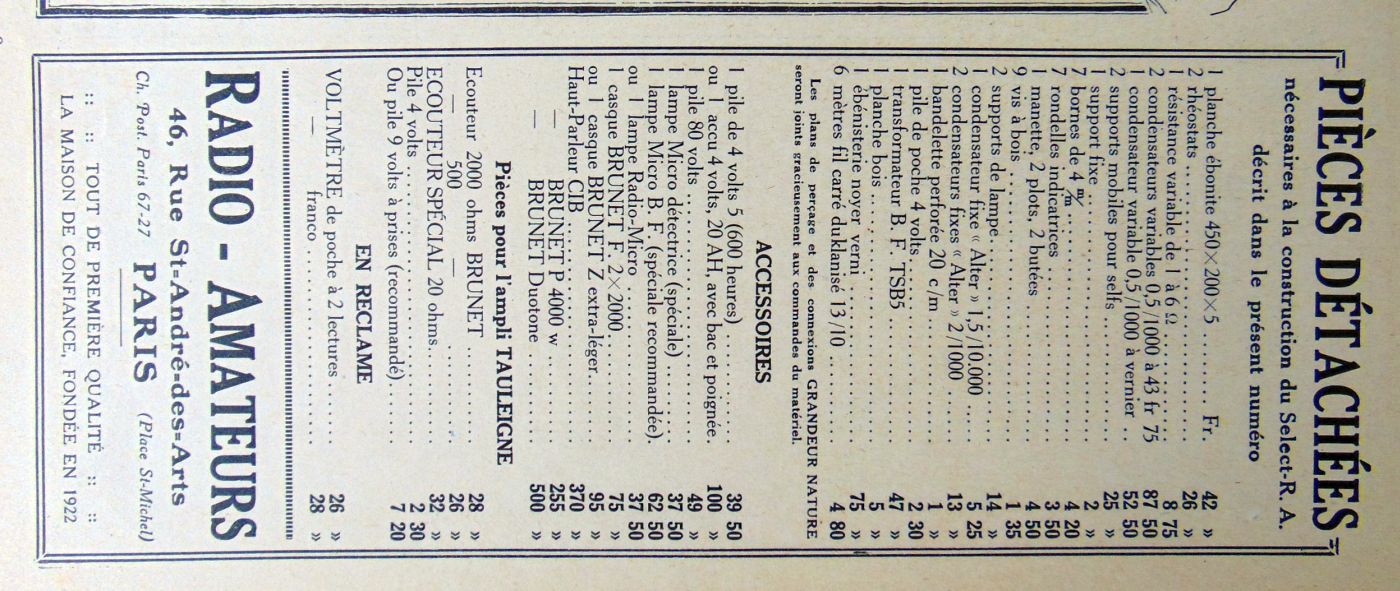 PIÈCES DÉTACHÉES
nécessaires à la construction du Select-R. A.
décrit dans le présent numéro
1 planche ébonite 450×200×5 ........ Fr. 42 »
2 rhéostats ........ 26 »
1 résistance variable de 1 à 6 Ω ........ 8 75
2 condensateurs variables 0,5/1000 à 43 fr 75 87 50
1 condensateur variable 0,5/1000 à vernier .. 52 50
2 supports mobiles pour selfs ........ 25 »
1 support fixe ........ 2 »
7 bornes de 4 m/m ........ 4 20
7 rondelles indicatrices ........ 3 50
1 manette, 2 plots, 2 butées ........ 4 50
9 vis à bois ........ 1 35
2 supports de lampe ........ 14 »
1 condensateur fixe « Alter » 1,5/10.000 .... 5 25
2 condensateurs fixes « Alter » 2/1000 ...... 13 »
1 bandelette perforée 20 c/m ........ 1 »
1 pile de poche 4 volts ........ 2 30
1 transformateur B. F. TSB5 ........ 47 »
1 planche bois ........ 5 »
1 ébénisterie noyer verni ........ 75 »
6 mètres fil carré duklanisé 13/10 ........ 4 80
Les plans de perçage et des connexions GRANDEUR NATURE
seront joints gracieusement aux commandes du matériel.
ACCESSOIRES
1 pile de 4 volts 5 (600 heures) ........ 39 50
ou 1 accu 4 volts, 20 AH. avec bac et poignée. 100 »
1 pile 80 volts ........ 49 »
1 lampe Micro détectrice (spéciale) ........ 37 50
1 lampe Micro B. F. (spéciale recommandée). 62 50
ou 1 lampe Radio-Micro ........ 37 50
1 casque BRUNET F. 2×2000 ........ 75 »
ou 1 casque BRUNET Z extra-léger ........ 95 »
Haut-Parleur CIB ........ 370 »
— BRUNET P 4000 w ........ 255 »
— BRUNET Duotone ........ 500 »
Pièces pour l'ampli TAULEIGNE
Ecouteur 2000 ohms BRUNET ........ 28 »
— 500 — ........ 26 »
ECOUTEUR SPÉCIAL 20 ohms ........ 32 »
Pile 4 volts ........ 2 30
Ou pile 9 volts à prises (recommandé) ...... 7 20
EN RECLAME
VOLTMÈTRE de poche à 2 lectures ........ 26 »
— franco ........ 28 »
RADIO - AMATEURS
46, Rue St-André-des-Arts
Ch. Post. Paris 67-27 PARIS (Place St-Michel)
:: :: TOUT DE PREMIÈRE QUALITÉ :: ::
LA MAISON DE CONFIANCE, FONDÉE EN 1922